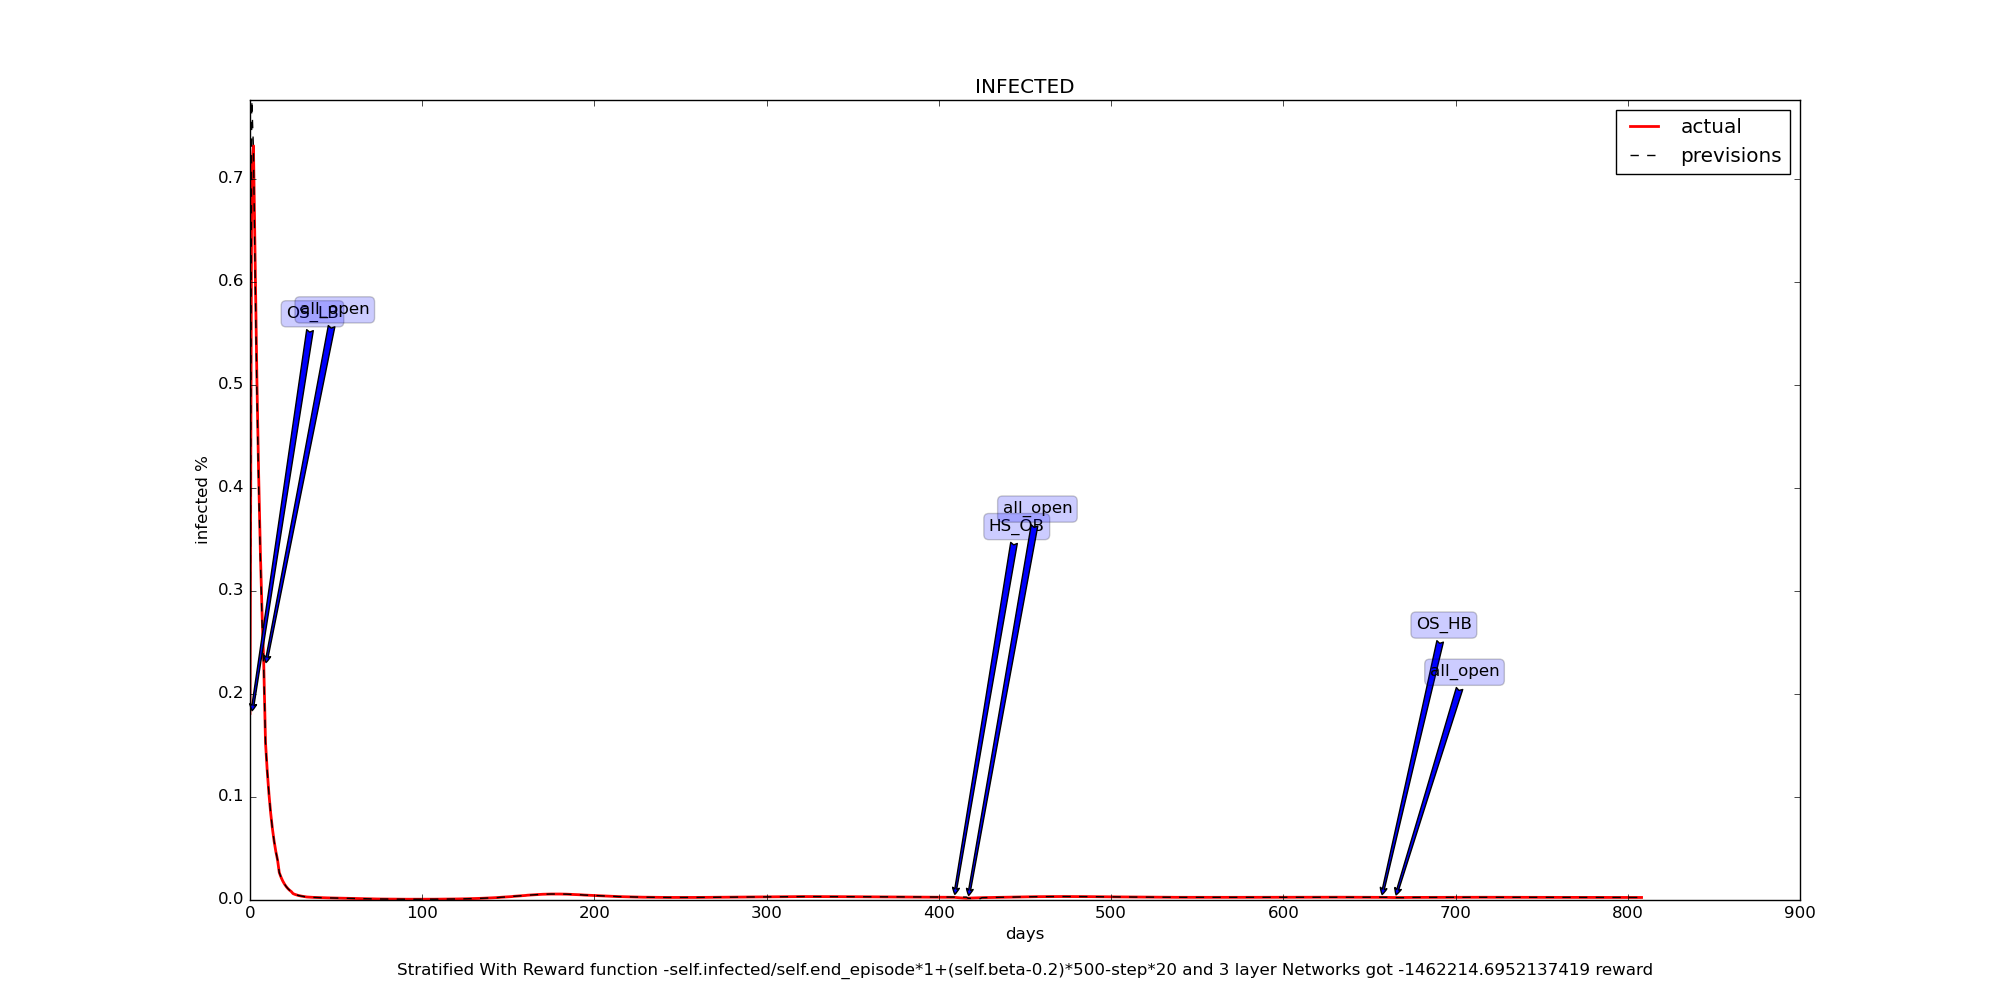 INFECTED
actual
previsions
0.7
0.6
0.5
0.4
0.3
0.2
0.1
0.0
infected %
OS_LB
all_open
all_open
HS_OB
OS_HB
all_open
0 100 200 300 400 500 600 700 800 900
days
Stratified With Reward function -self.infected/self.end_episode*1+(self.beta-0.2)*500-step*20 and 3 layer Networks got -1462214.6952137419 reward